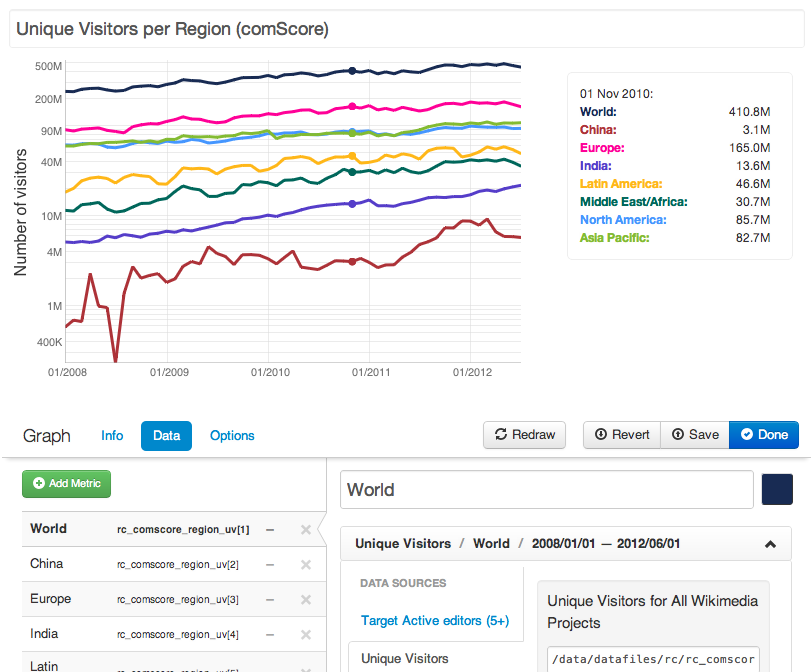 Unique Visitors per Region (comScore)
Number of visitors
500M
200M
90M
40M
10M
4M
1M
400K
01/2008 01/2009 01/2010 01/2011 01/2012
01 Nov 2010:
World: 410.8M
China: 3.1M
Europe: 165.0M
India: 13.6M
Latin America: 46.6M
Middle East/Africa: 30.7M
North America: 85.7M
Asia Pacific: 82.7M
Graph Info Data Options Redraw Revert Save Done
Add Metric
World rc_comscore_region_uv[1]
China rc_comscore_region_uv[2]
Europe rc_comscore_region_uv[3]
India rc_comscore_region_uv[4]
Latin
World
Unique Visitors / World / 2008/01/01 — 2012/06/01
DATA SOURCES
Target Active editors (5+)
Unique Visitors
Unique Visitors for All Wikimedia
Projects
/data/datafiles/rc/rc_comscor